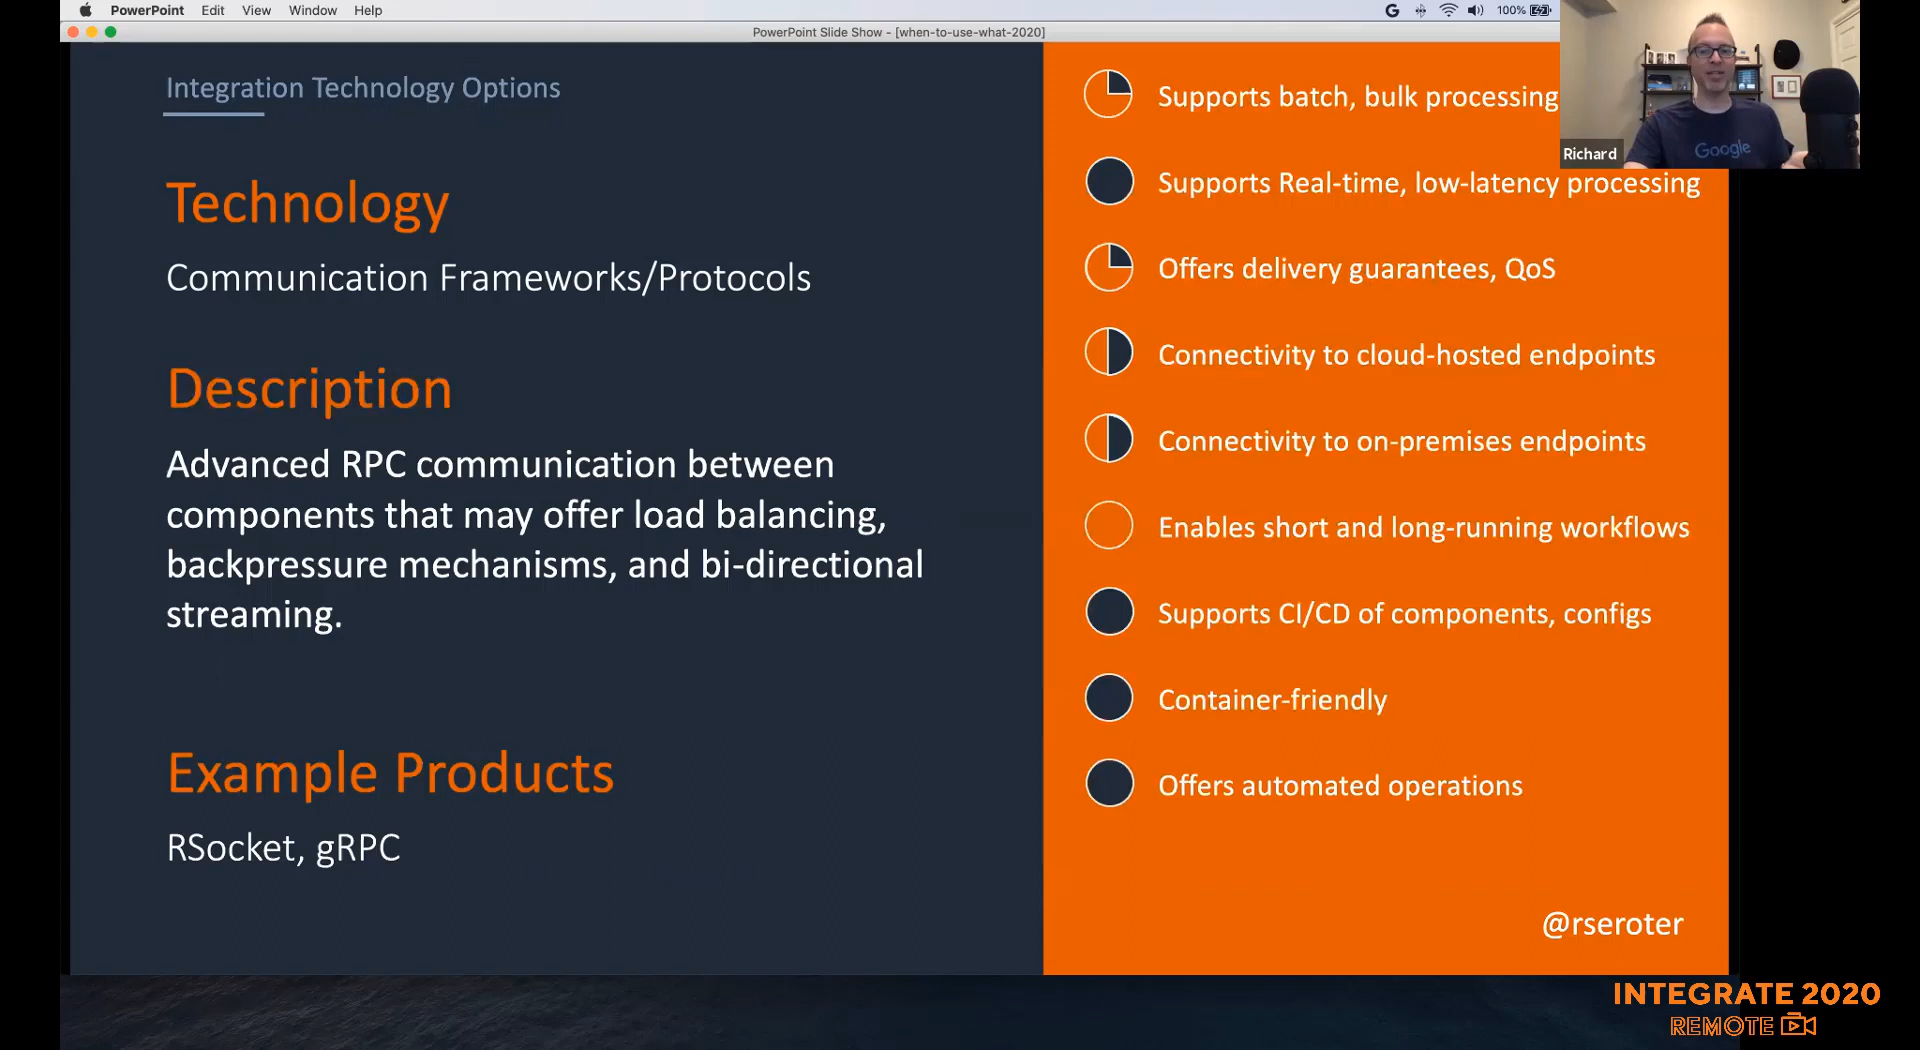 PowerPoint Edit View Window Help
G 100%
PowerPoint Slide Show - [when-to-use-what-2020]
Integration Technology Options
Technology
Communication Frameworks/Protocols
Description
Advanced RPC communication between
components that may offer load balancing,
backpressure mechanisms, and bi-directional
streaming.
Example Products
RSocket, gRPC
Supports batch, bulk processing
Supports Real-time, low-latency processing
Offers delivery guarantees, QoS
Connectivity to cloud-hosted endpoints
Connectivity to on-premises endpoints
Enables short and long-running workflows
Supports CI/CD of components, configs
Container-friendly
Offers automated operations
@rseroter
Google
Richard
INTEGRATE 2020
REMOTE